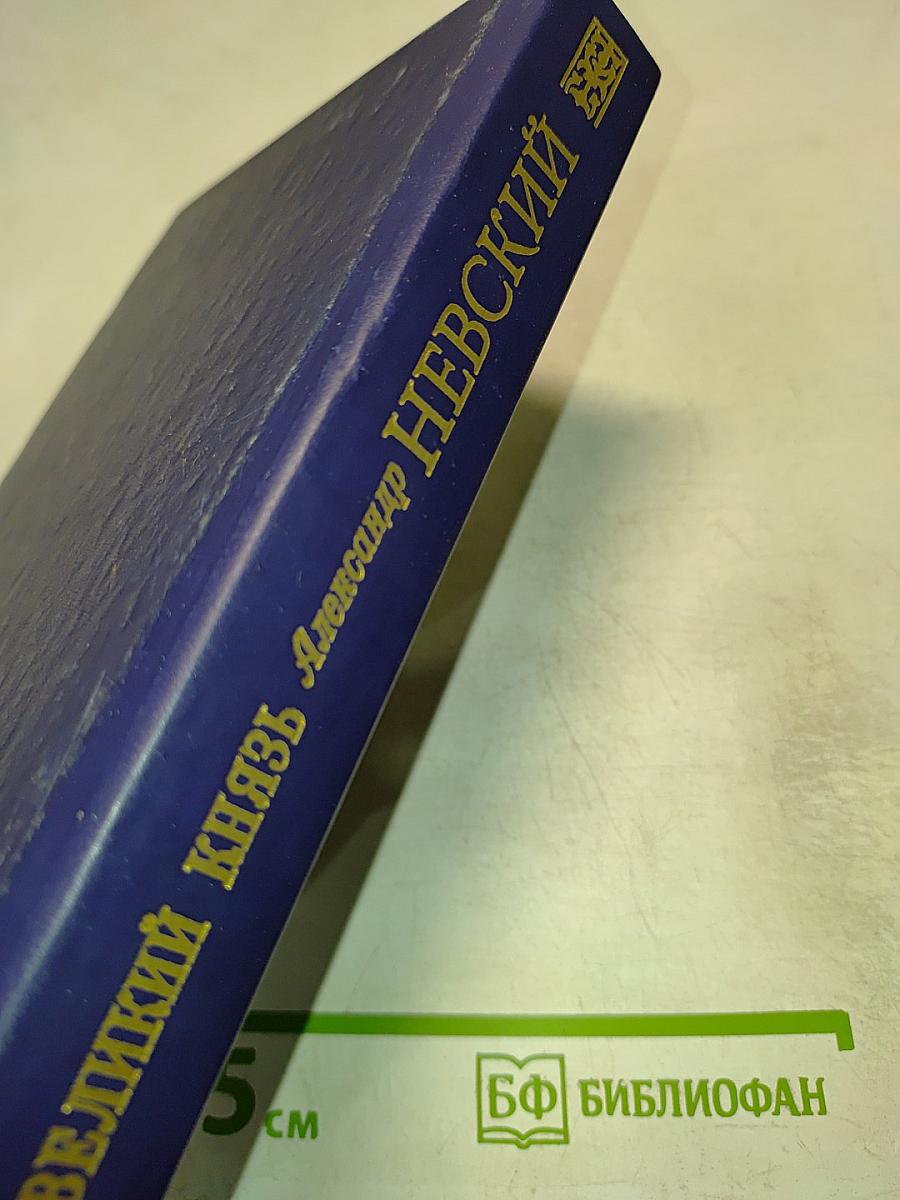 ВЕЛИКИЙ КНЯЗЬ Александр НЕВСКИЙ
5 см
БФ БИБЛИОФАН